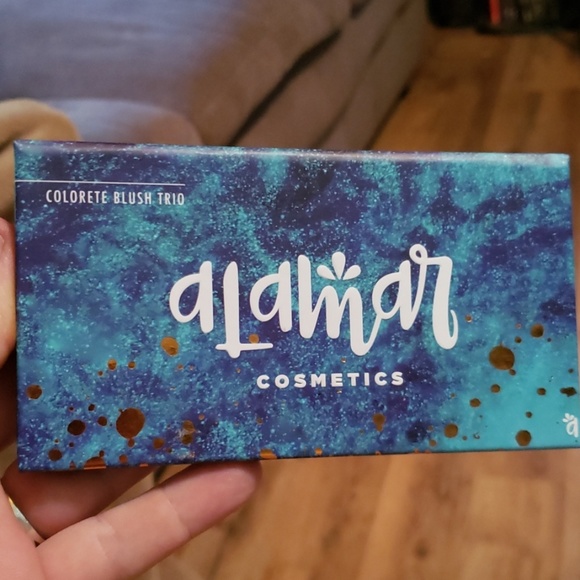 COLORETE BLUSH TRIO
aLamar
COSMETICS
a